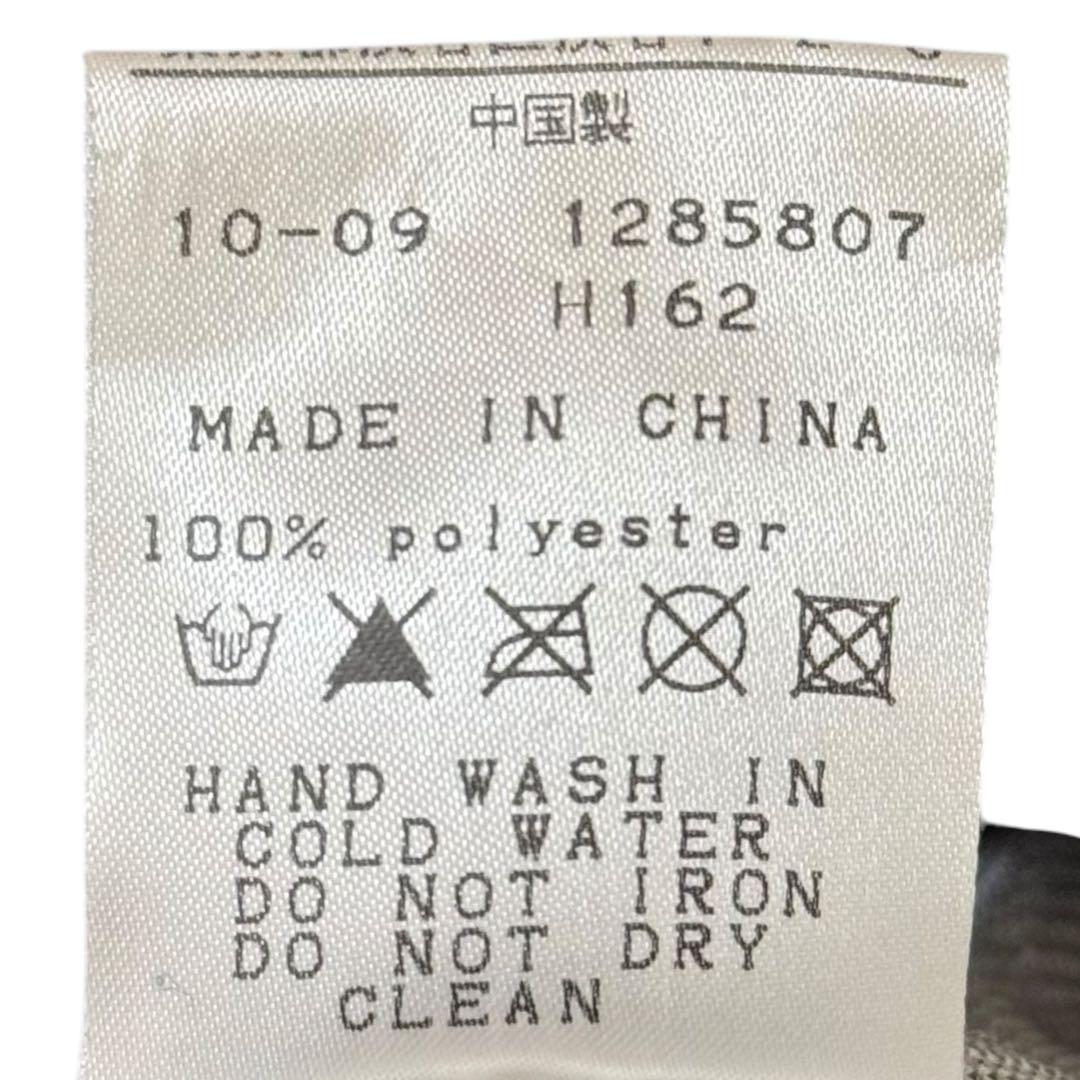 中国製
10-09 1285807
H162
MADE IN CHINA
100% polyester
HAND WASH IN
COLD WATER
DO NOT IRON
DO NOT DRY
CLEAN